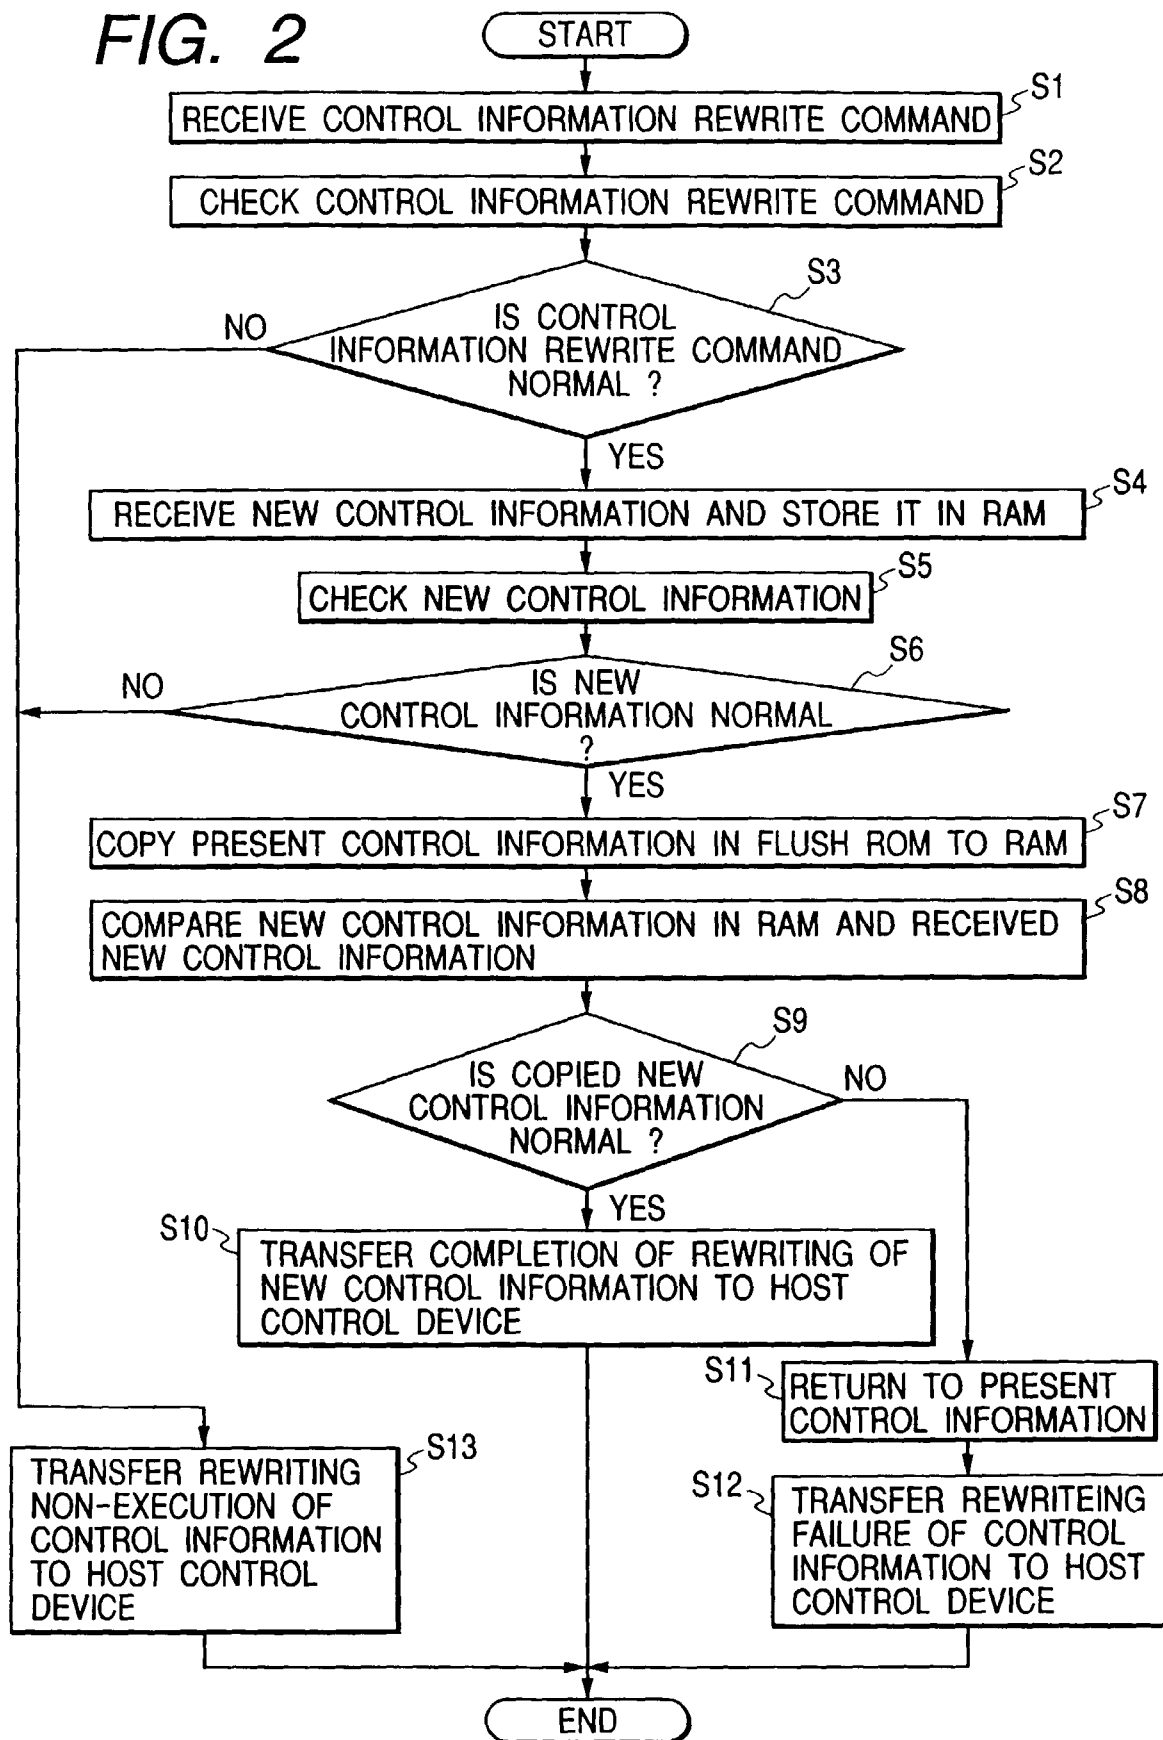 FIG. 2
START
RECEIVE CONTROL INFORMATION REWRITE COMMAND
S1
CHECK CONTROL INFORMATION REWRITE COMMAND
S2
IS CONTROL
INFORMATION REWRITE COMMAND
NORMAL ?
S3
NO
YES
RECEIVE NEW CONTROL INFORMATION AND STORE IT IN RAM
S4
CHECK NEW CONTROL INFORMATION
S5
IS NEW
CONTROL INFORMATION NORMAL
?
S6
NO
YES
COPY PRESENT CONTROL INFORMATION IN FLUSH ROM TO RAM
S7
COMPARE NEW CONTROL INFORMATION IN RAM AND RECEIVED
NEW CONTROL INFORMATION
S8
IS COPIED NEW
CONTROL INFORMATION
NORMAL ?
S9
NO
YES
S10
TRANSFER COMPLETION OF REWRITING OF
NEW CONTROL INFORMATION TO HOST
CONTROL DEVICE
S11
RETURN TO PRESENT
CONTROL INFORMATION
S12
TRANSFER REWRITEING
FAILURE OF CONTROL
INFORMATION TO HOST
CONTROL DEVICE
S13
TRANSFER REWRITING
NON-EXECUTION OF
CONTROL INFORMATION
TO HOST CONTROL
DEVICE
END